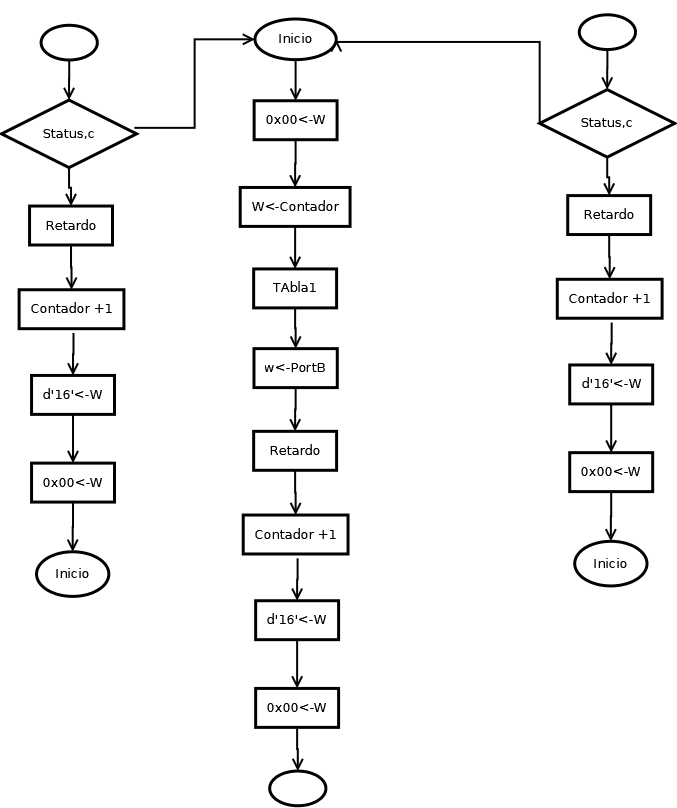 Status,c
Retardo
Contador +1
d'16'<-W
0x00<-W
Inicio
Inicio
0x00<-W
W<-Contador
TAbla1
w<-PortB
Retardo
Contador +1
d'16'<-W
0x00<-W
Status,c
Retardo
Contador +1
d'16'<-W
0x00<-W
Inicio